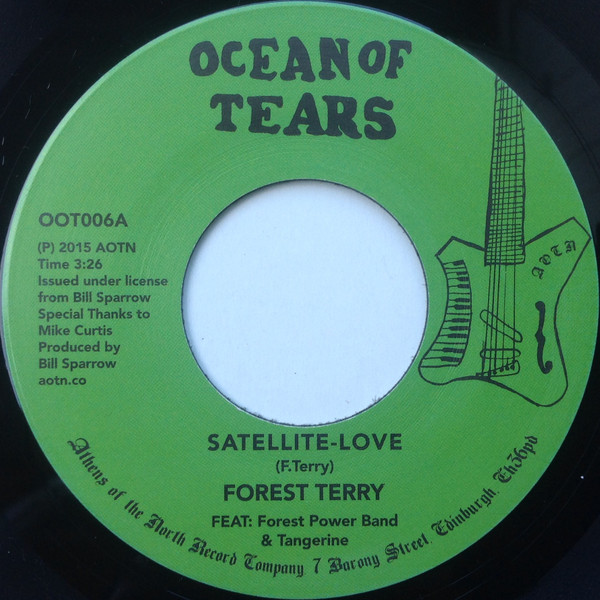 OCEAN OF
TEARS
OOT006A
(P) 2015 AOTN
Time 3:26
Issued under license
from Bill Sparrow
Special Thanks to
Mike Curtis
Produced by
Bill Sparrow
aotn.co
AOTN
SATELLITE-LOVE
(F.Terry)
FOREST TERRY
FEAT: Forest Power Band
& Tangerine
Athens of the North Record Company 7 Barony Street, Edinburgh, Eh36pd